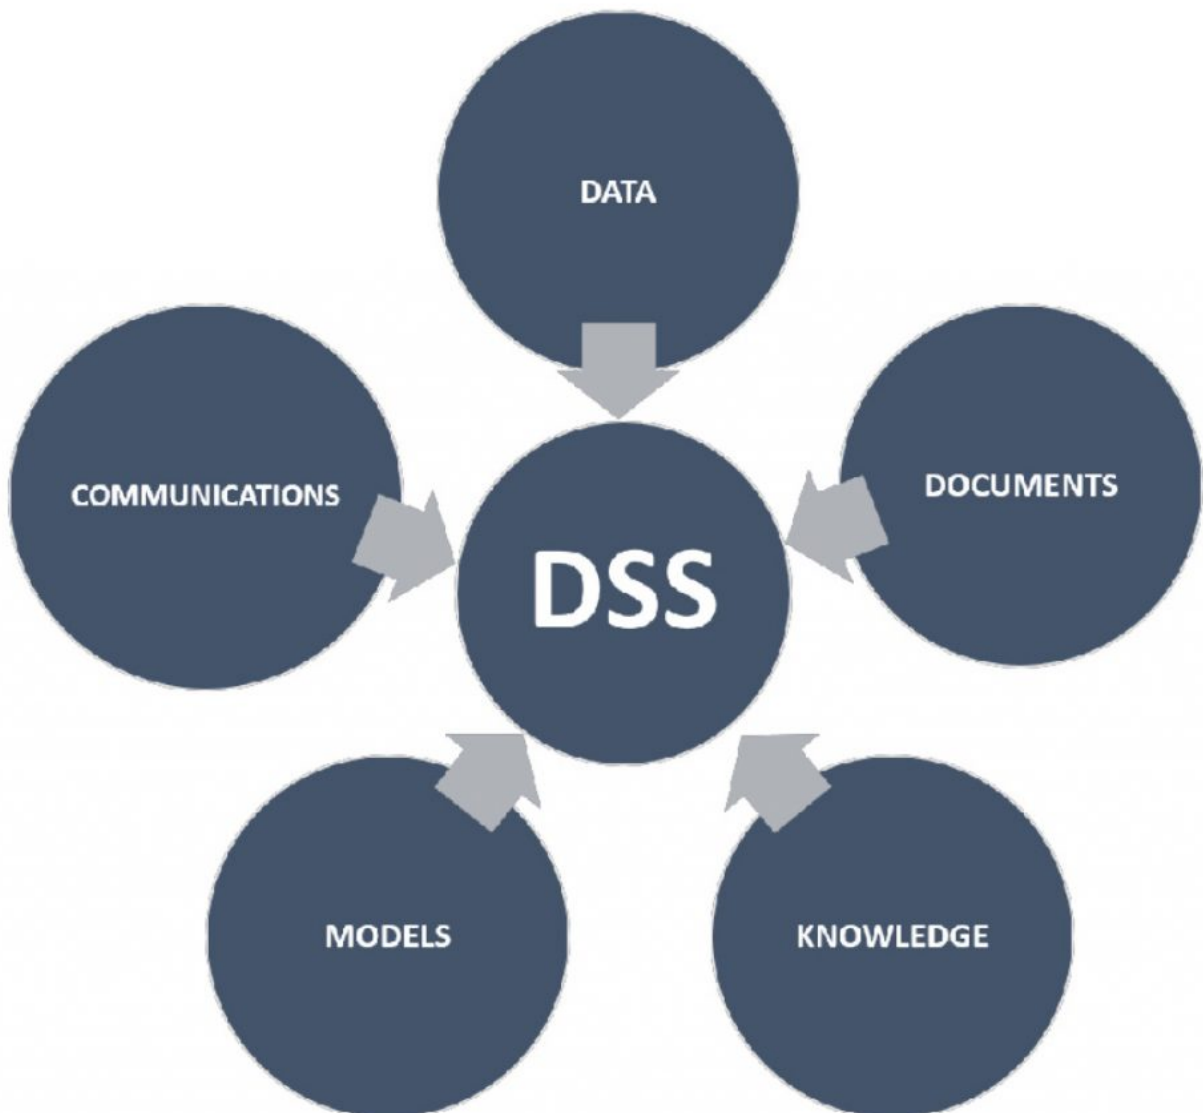 DATA
COMMUNICATIONS
DOCUMENTS
DSS
MODELS
KNOWLEDGE